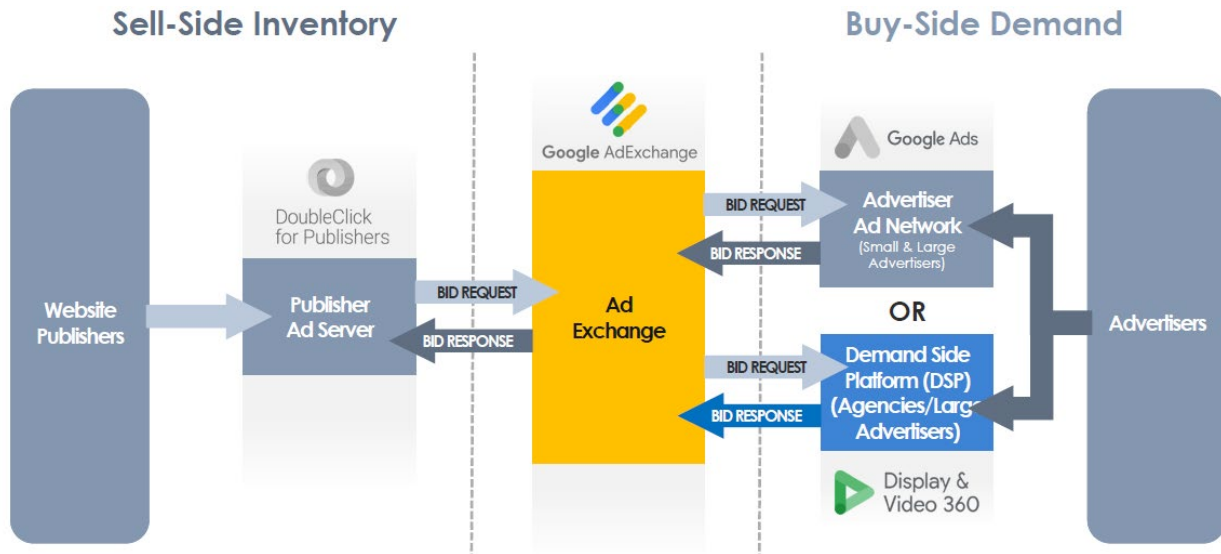 Sell-Side Inventory
Buy-Side Demand
Website
Publishers
DoubleClick
for Publishers
Publisher
Ad Server
BID REQUEST
BID RESPONSE
Google AdExchange
Ad
Exchange
BID REQUEST
BID RESPONSE
BID REQUEST
BID RESPONSE
Google Ads
Advertiser
Ad Network
(Small & Large
Advertisers)
OR
Demand Side
Platform (DSP)
(Agencies/Large
Advertisers)
Display &
Video 360
Advertisers